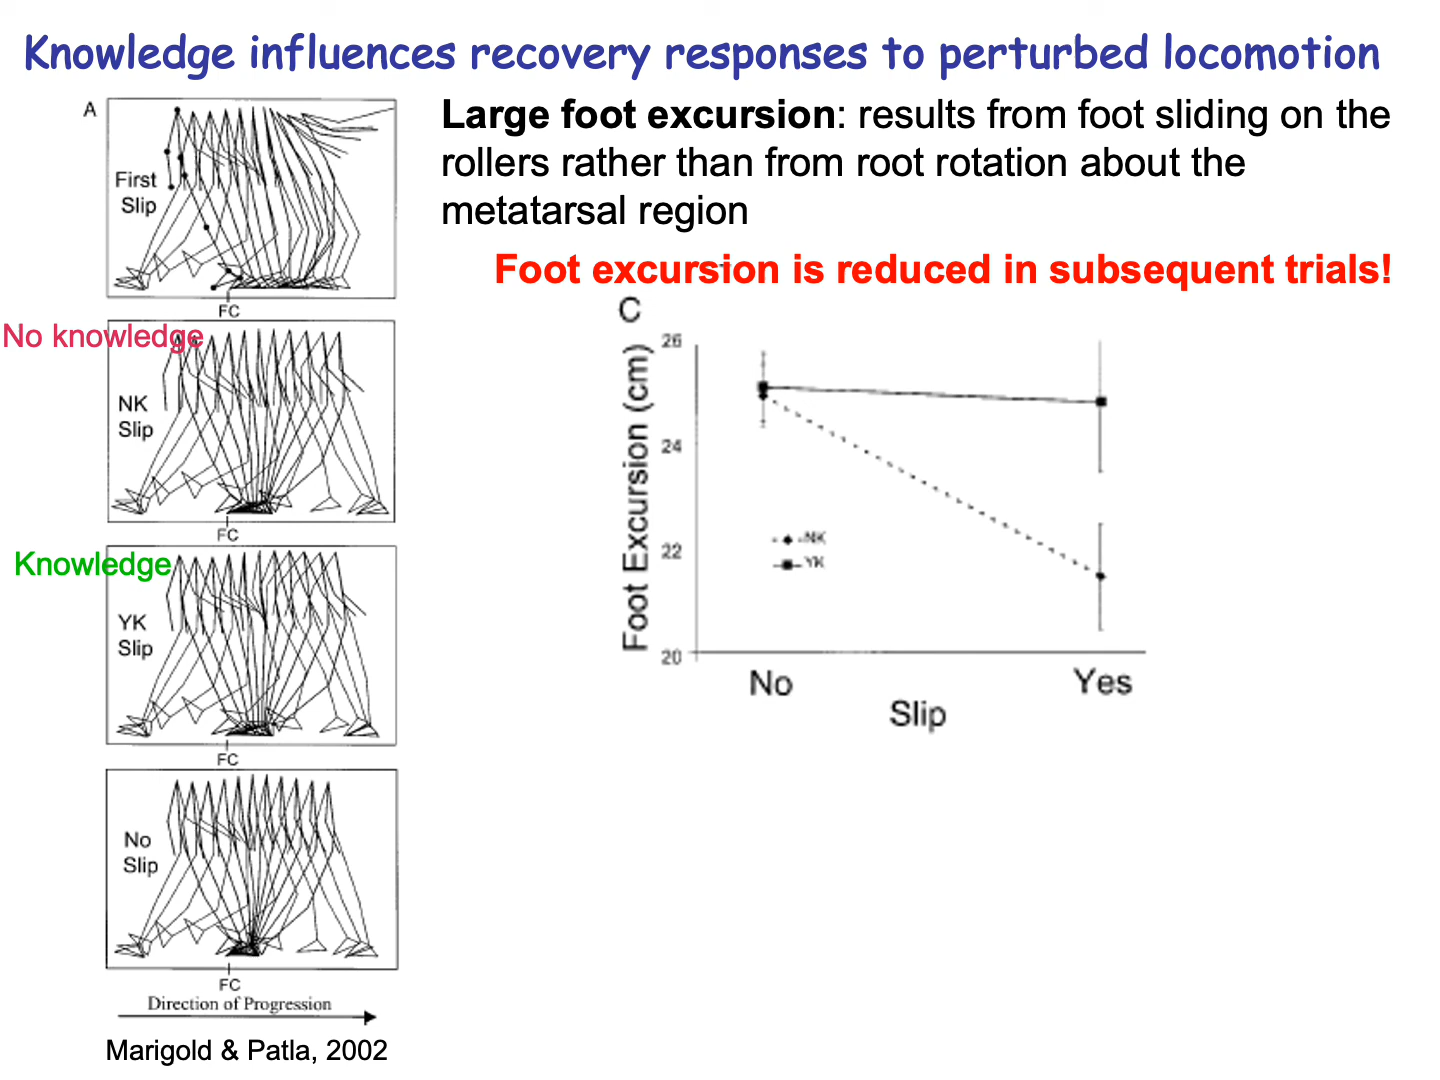 Knowledge influences recovery responses to perturbed locomotion
A
First
Slip
FC
No knowledge
NK
Slip
FC
Knowledge
YK
Slip
FC
No
Slip
FC
Direction of Progression
Marigold & Patla, 2002
Large foot excursion: results from foot sliding on the
rollers rather than from root rotation about the
metatarsal region
Foot excursion is reduced in subsequent trials!
C
Foot Excursion (cm)
26
24
22
20
NK
YK
No
Yes
Slip